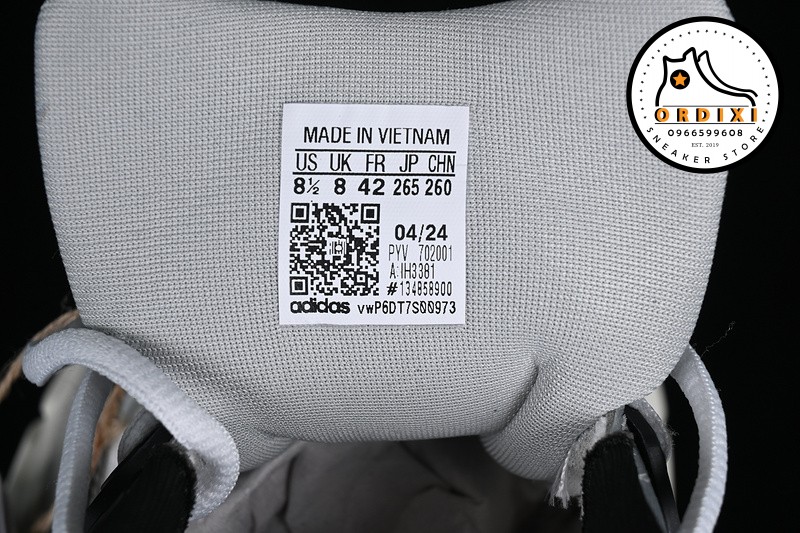 MADE IN VIETNAM
US UK FR JP CHN
8½ 8 42 265 260
04/24
PYV 702001
A:IH3381
#134858900
adidas vwP6DT7S00973
ORDIXI
0966599608
EST. 2019
SNEAKER STORE